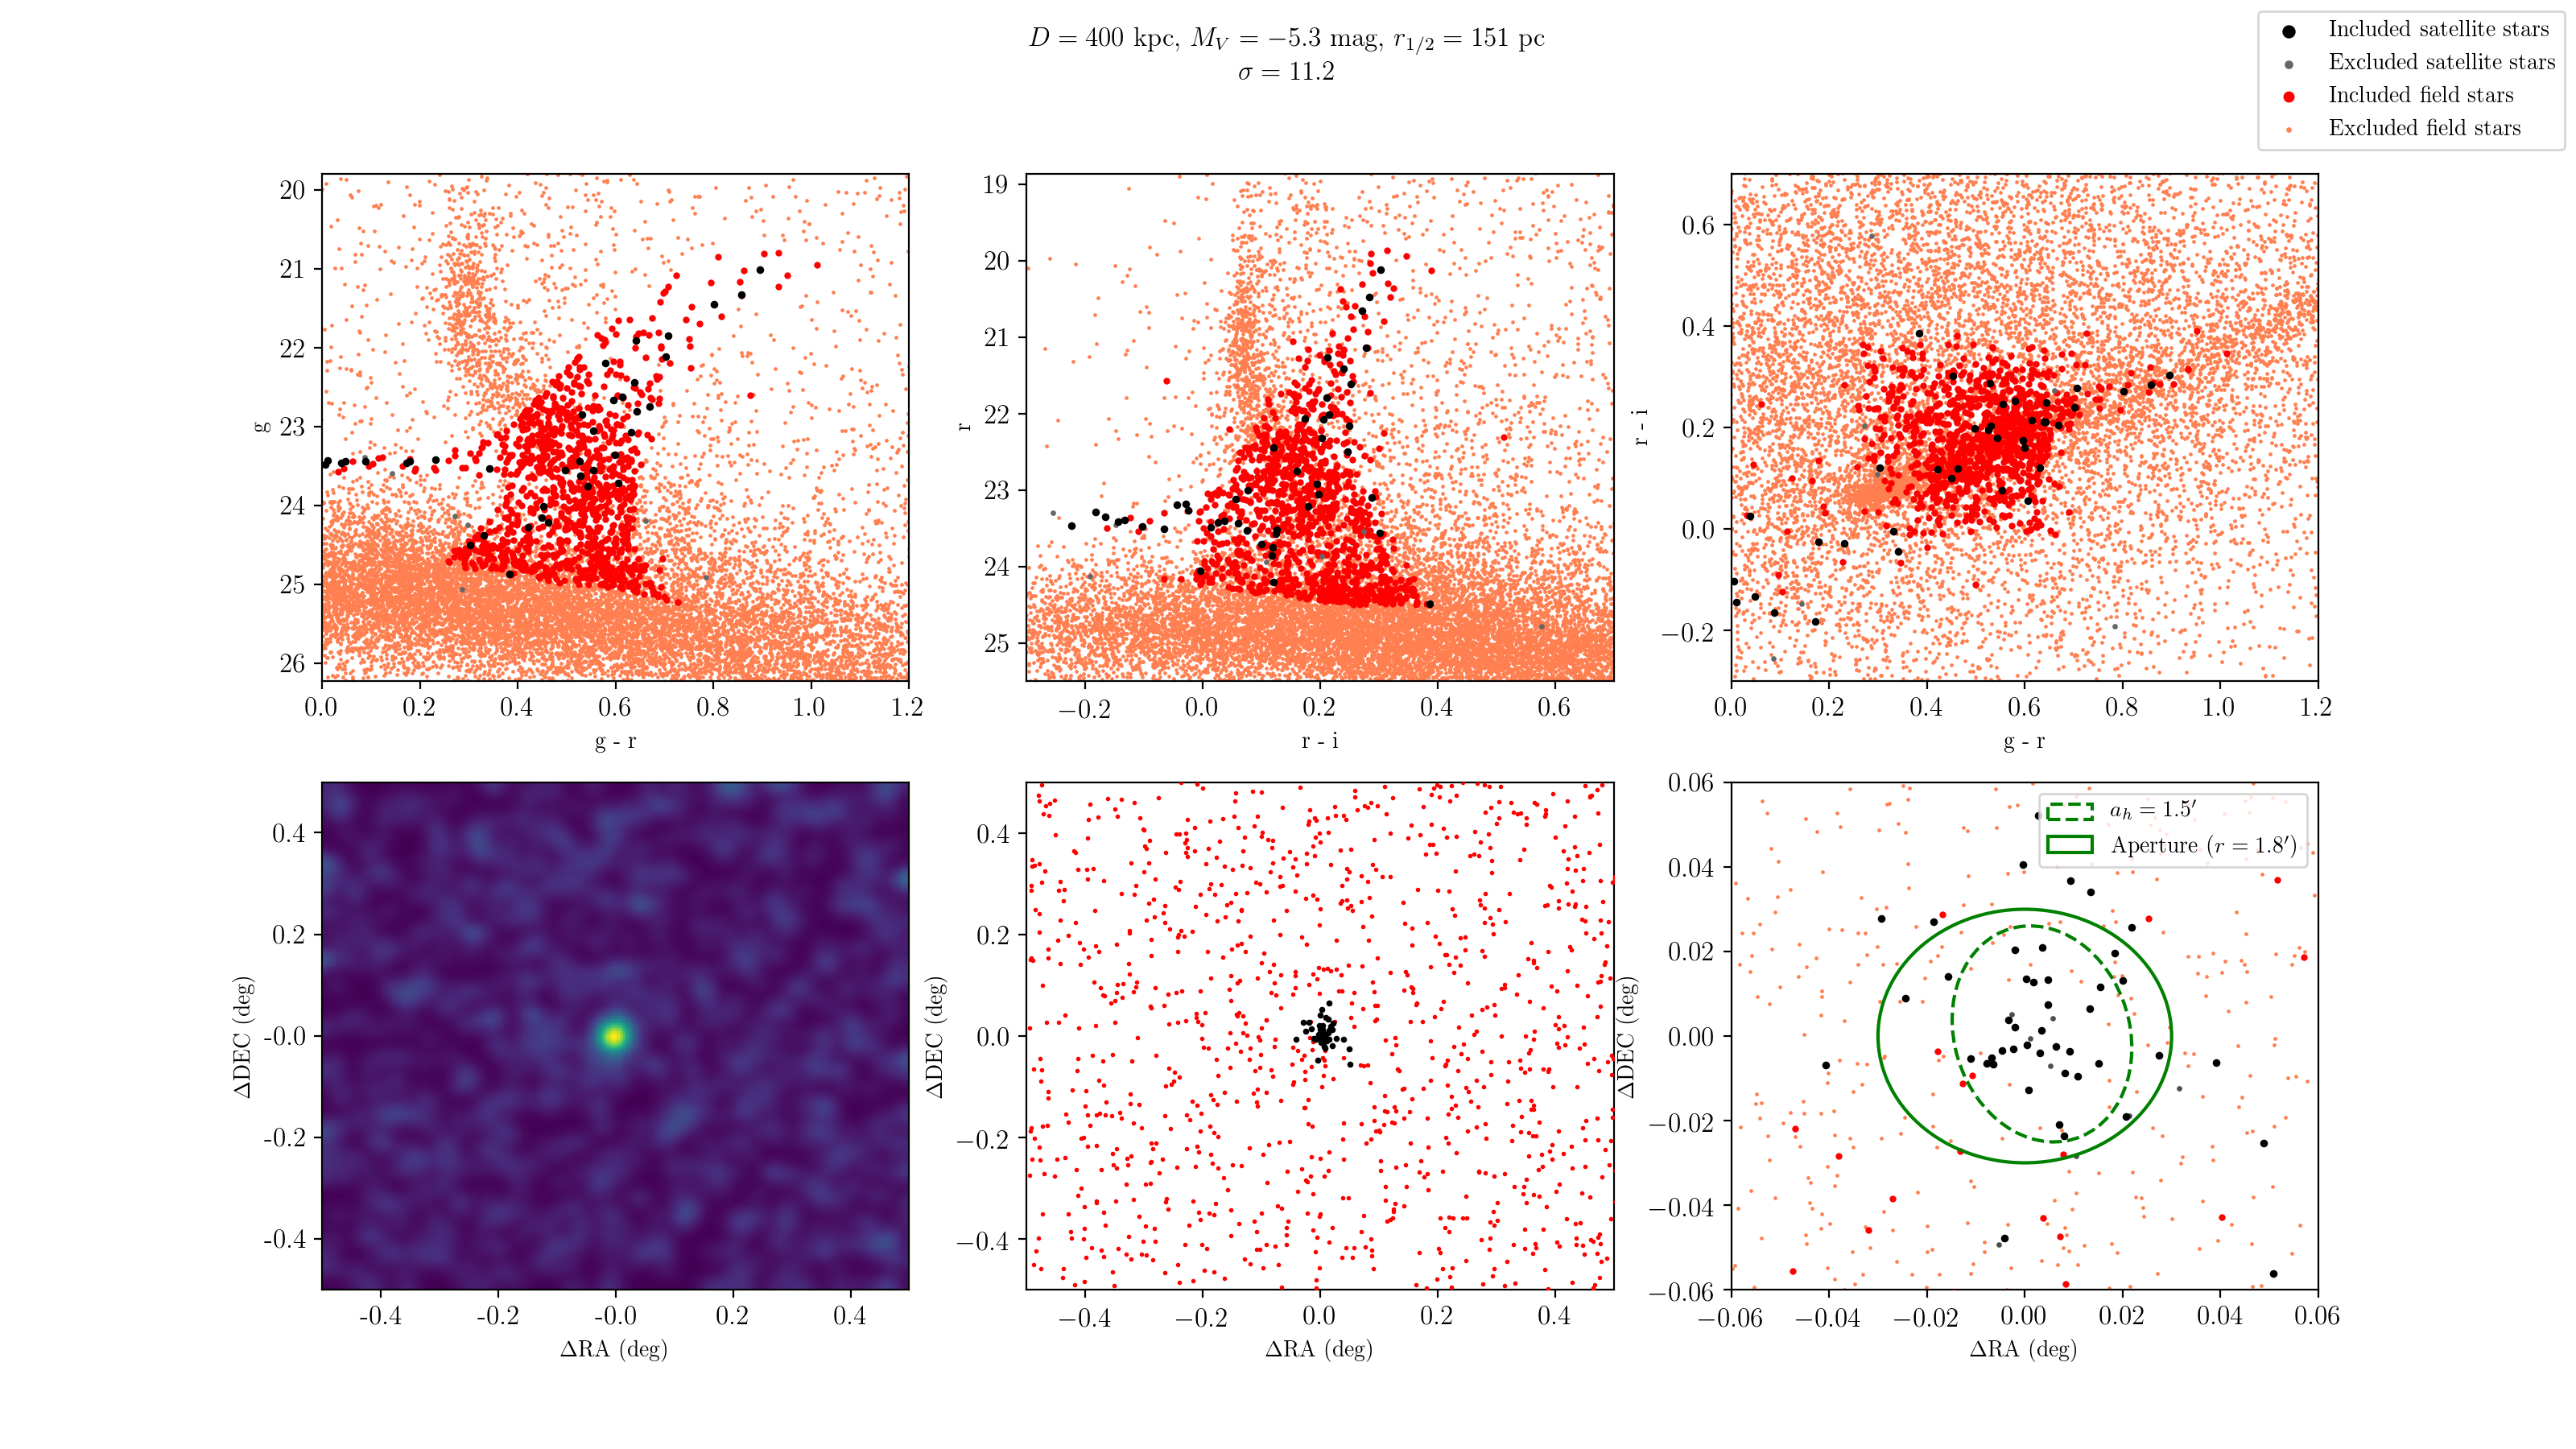 D = 400 kpc, M_V = −5.3 mag, r_{1/2} = 151 pc
σ = 11.2
Included satellite stars
Excluded satellite stars
Included field stars
Excluded field stars
20
21
22
23
24
25
26
g
0.0 0.2 0.4 0.6 0.8 1.0 1.2
g - r
19
20
21
22
23
24
25
r
−0.2 0.0 0.2 0.4 0.6
r - i
0.6
0.4
0.2
0.0
−0.2
r - i
0.0 0.2 0.4 0.6 0.8 1.0 1.2
g - r
0.4
0.2
-0.0
-0.2
-0.4
ΔDEC (deg)
-0.4 -0.2 -0.0 0.2 0.4
ΔRA (deg)
0.4
0.2
0.0
−0.2
−0.4
ΔDEC (deg)
−0.4 −0.2 0.0 0.2 0.4
ΔRA (deg)
a_h = 1.5′
Aperture (r = 1.8′)
0.06
0.04
0.02
0.00
−0.02
−0.04
−0.06
ΔDEC (deg)
−0.06 −0.04 −0.02 0.00 0.02 0.04 0.06
ΔRA (deg)